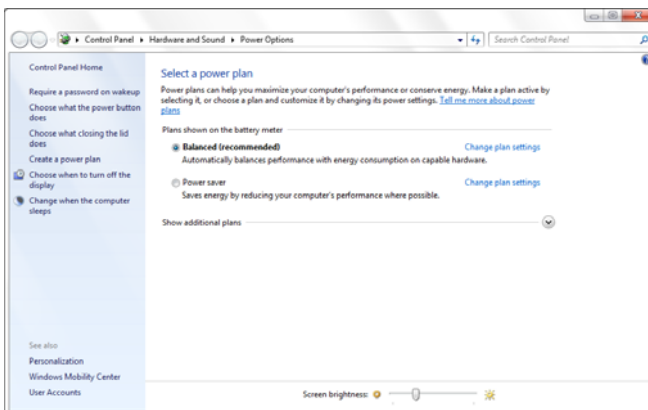 Control Panel ▸ Hardware and Sound ▸ Power Options
Search Control Panel
Control Panel Home
Require a password on wakeup
Choose what the power button
does
Choose what closing the lid
does
Create a power plan
Choose when to turn off the
display
Change when the computer
sleeps
See also
Personalization
Windows Mobility Center
User Accounts
Select a power plan
Power plans can help you maximize your computer's performance or conserve energy. Make a plan active by
selecting it, or choose a plan and customize it by changing its power settings. Tell me more about power
plans
Plans shown on the battery meter
Balanced (recommended) Change plan settings
Automatically balances performance with energy consumption on capable hardware.
Power saver Change plan settings
Saves energy by reducing your computer's performance where possible.
Show additional plans
Screen brightness: